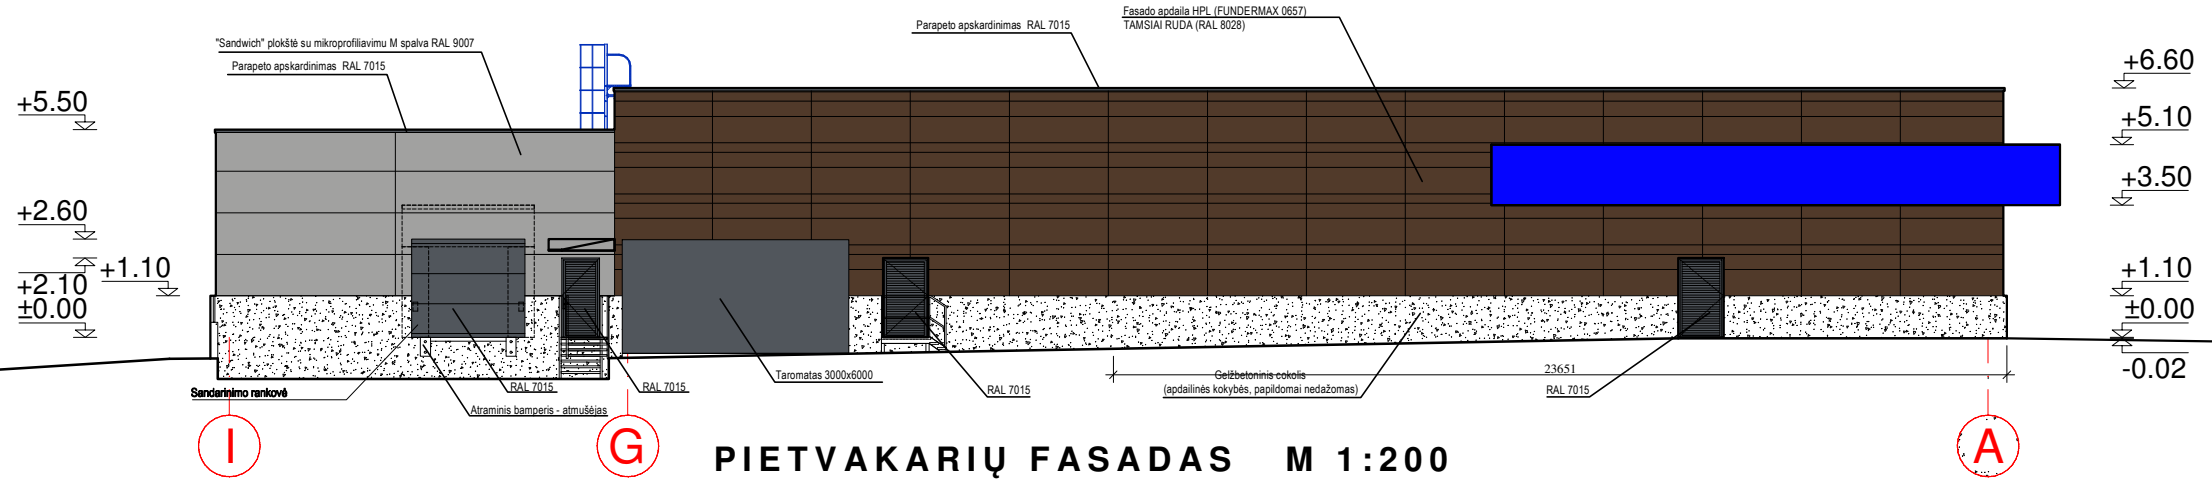 Fasado apdaila HPL (FUNDERMAX 0657)
TAMSIAI RUDA (RAL 8028)
Parapeto apskardinimas RAL 7015
"Sandwich" plokštė su mikroprofiliavimu M spalva RAL 9007
Parapeto apskardinimas RAL 7015
+5.50
+2.60
+1.10
+2.10
±0.00
+6.60
+5.10
+3.50
+1.10
±0.00
-0.02
23651
Taromatas 3000x6000
Gelžbetoninis cokolis
(apdailinės kokybės, papildomai nedažomas)
RAL 7015
RAL 7015
RAL 7015
RAL 7015
Sandarinimo rankovė
Atraminis bamperis - atmušėjas
I
G
A
PIETVAKARIŲ FASADAS M 1:200